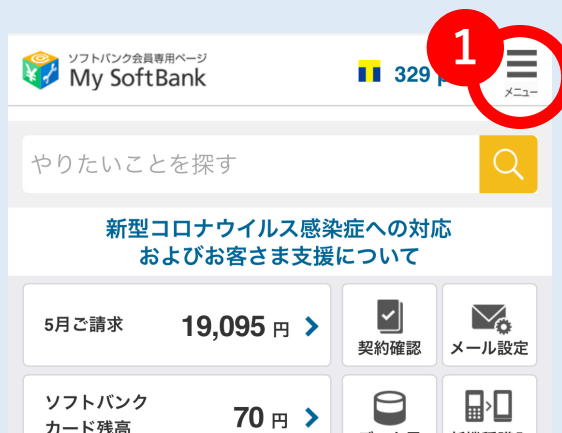 ソフトバンク会員専用ページ
My SoftBank
329
1
メニュー
やりたいことを探す
新型コロナウイルス感染症への対応
およびお客さま支援について
5月ご請求
19,095 円
契約確認
メール設定
ソフトバンク
カード残高
70 円